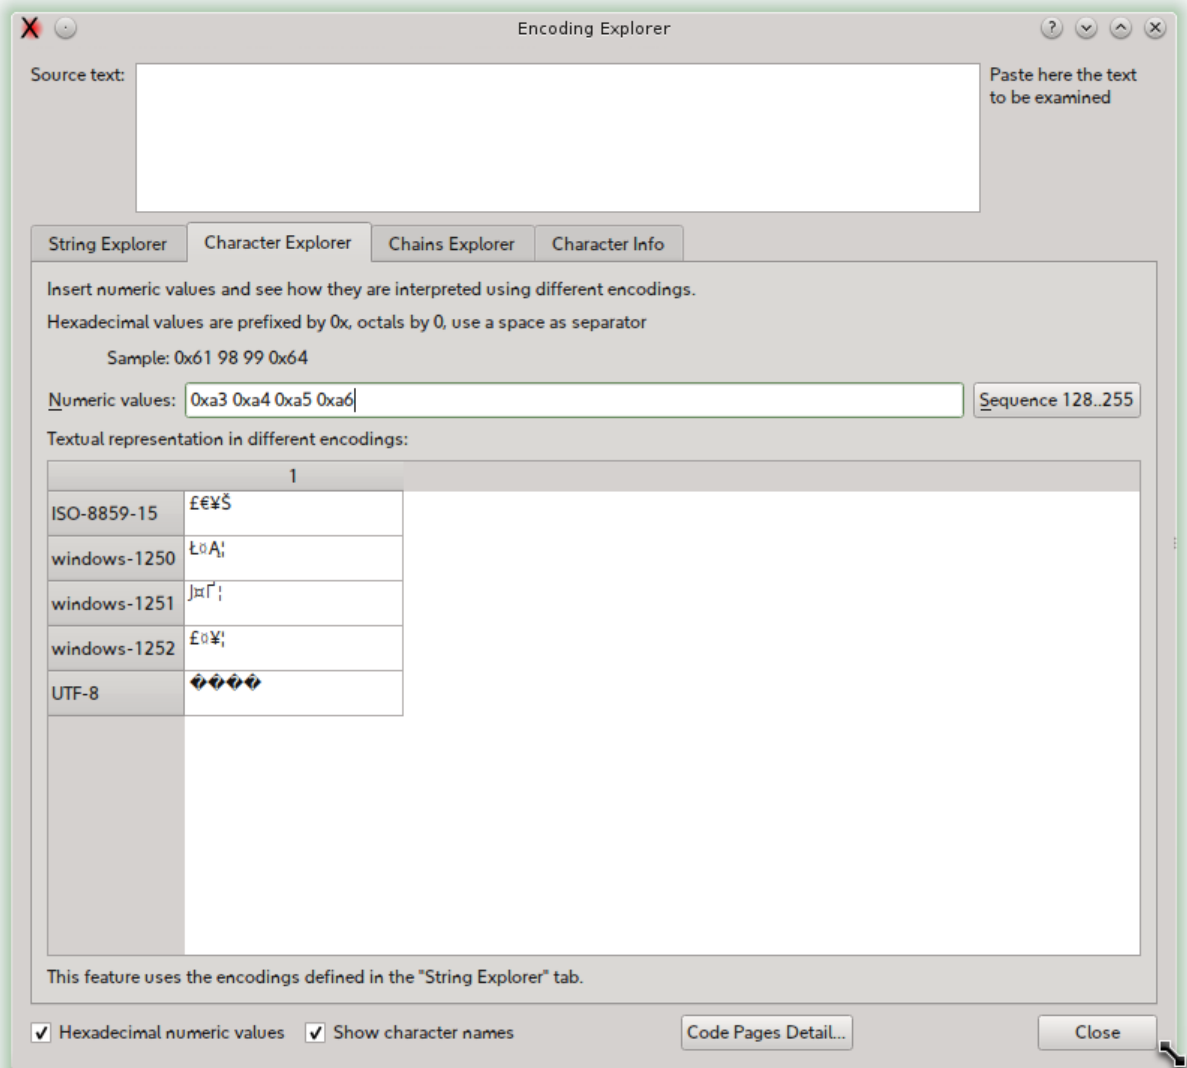 Encoding Explorer
Source text:
Paste here the text
to be examined
String Explorer
Character Explorer
Chains Explorer
Character Info
Insert numeric values and see how they are interpreted using different encodings.
Hexadecimal values are prefixed by 0x, octals by 0, use a space as separator
Sample: 0x61 98 99 0x64
Numeric values: 0xa3 0xa4 0xa5 0xa6 Sequence 128..255
Textual representation in different encodings:
1
ISO-8859-15 £€¥Š
windows-1250 Ł¤Ą¦
windows-1251 Ј¤Ґ¦
windows-1252 £¤¥¦
UTF-8 ����
This feature uses the encodings defined in the "String Explorer" tab.
Hexadecimal numeric values Show character names Code Pages Detail... Close